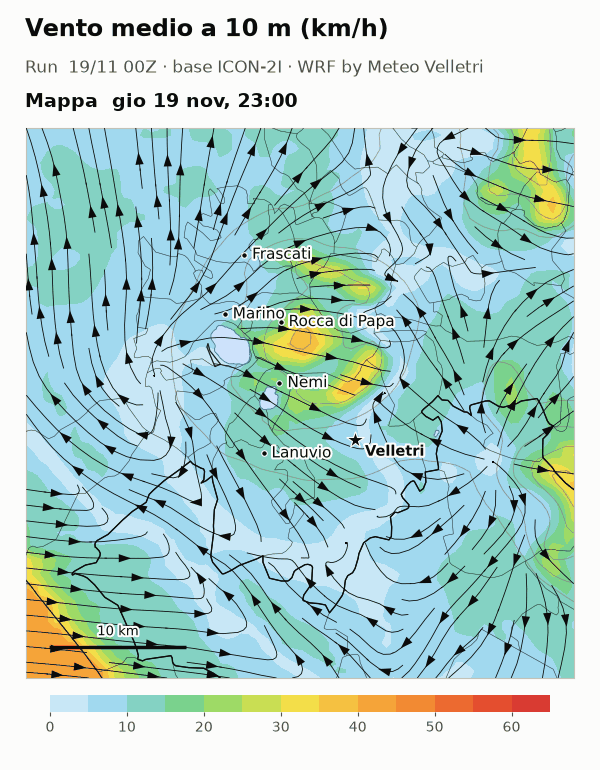 Vento medio a 10 m (km/h)
Run  19/11 00Z · base ICON-2I · WRF by Meteo Velletri
Mappa  gio 19 nov, 23:00
Frascati
Marino
Rocca di Papa
Nemi
Velletri
Lanuvio
10 km
0 10 20 30 40 50 60